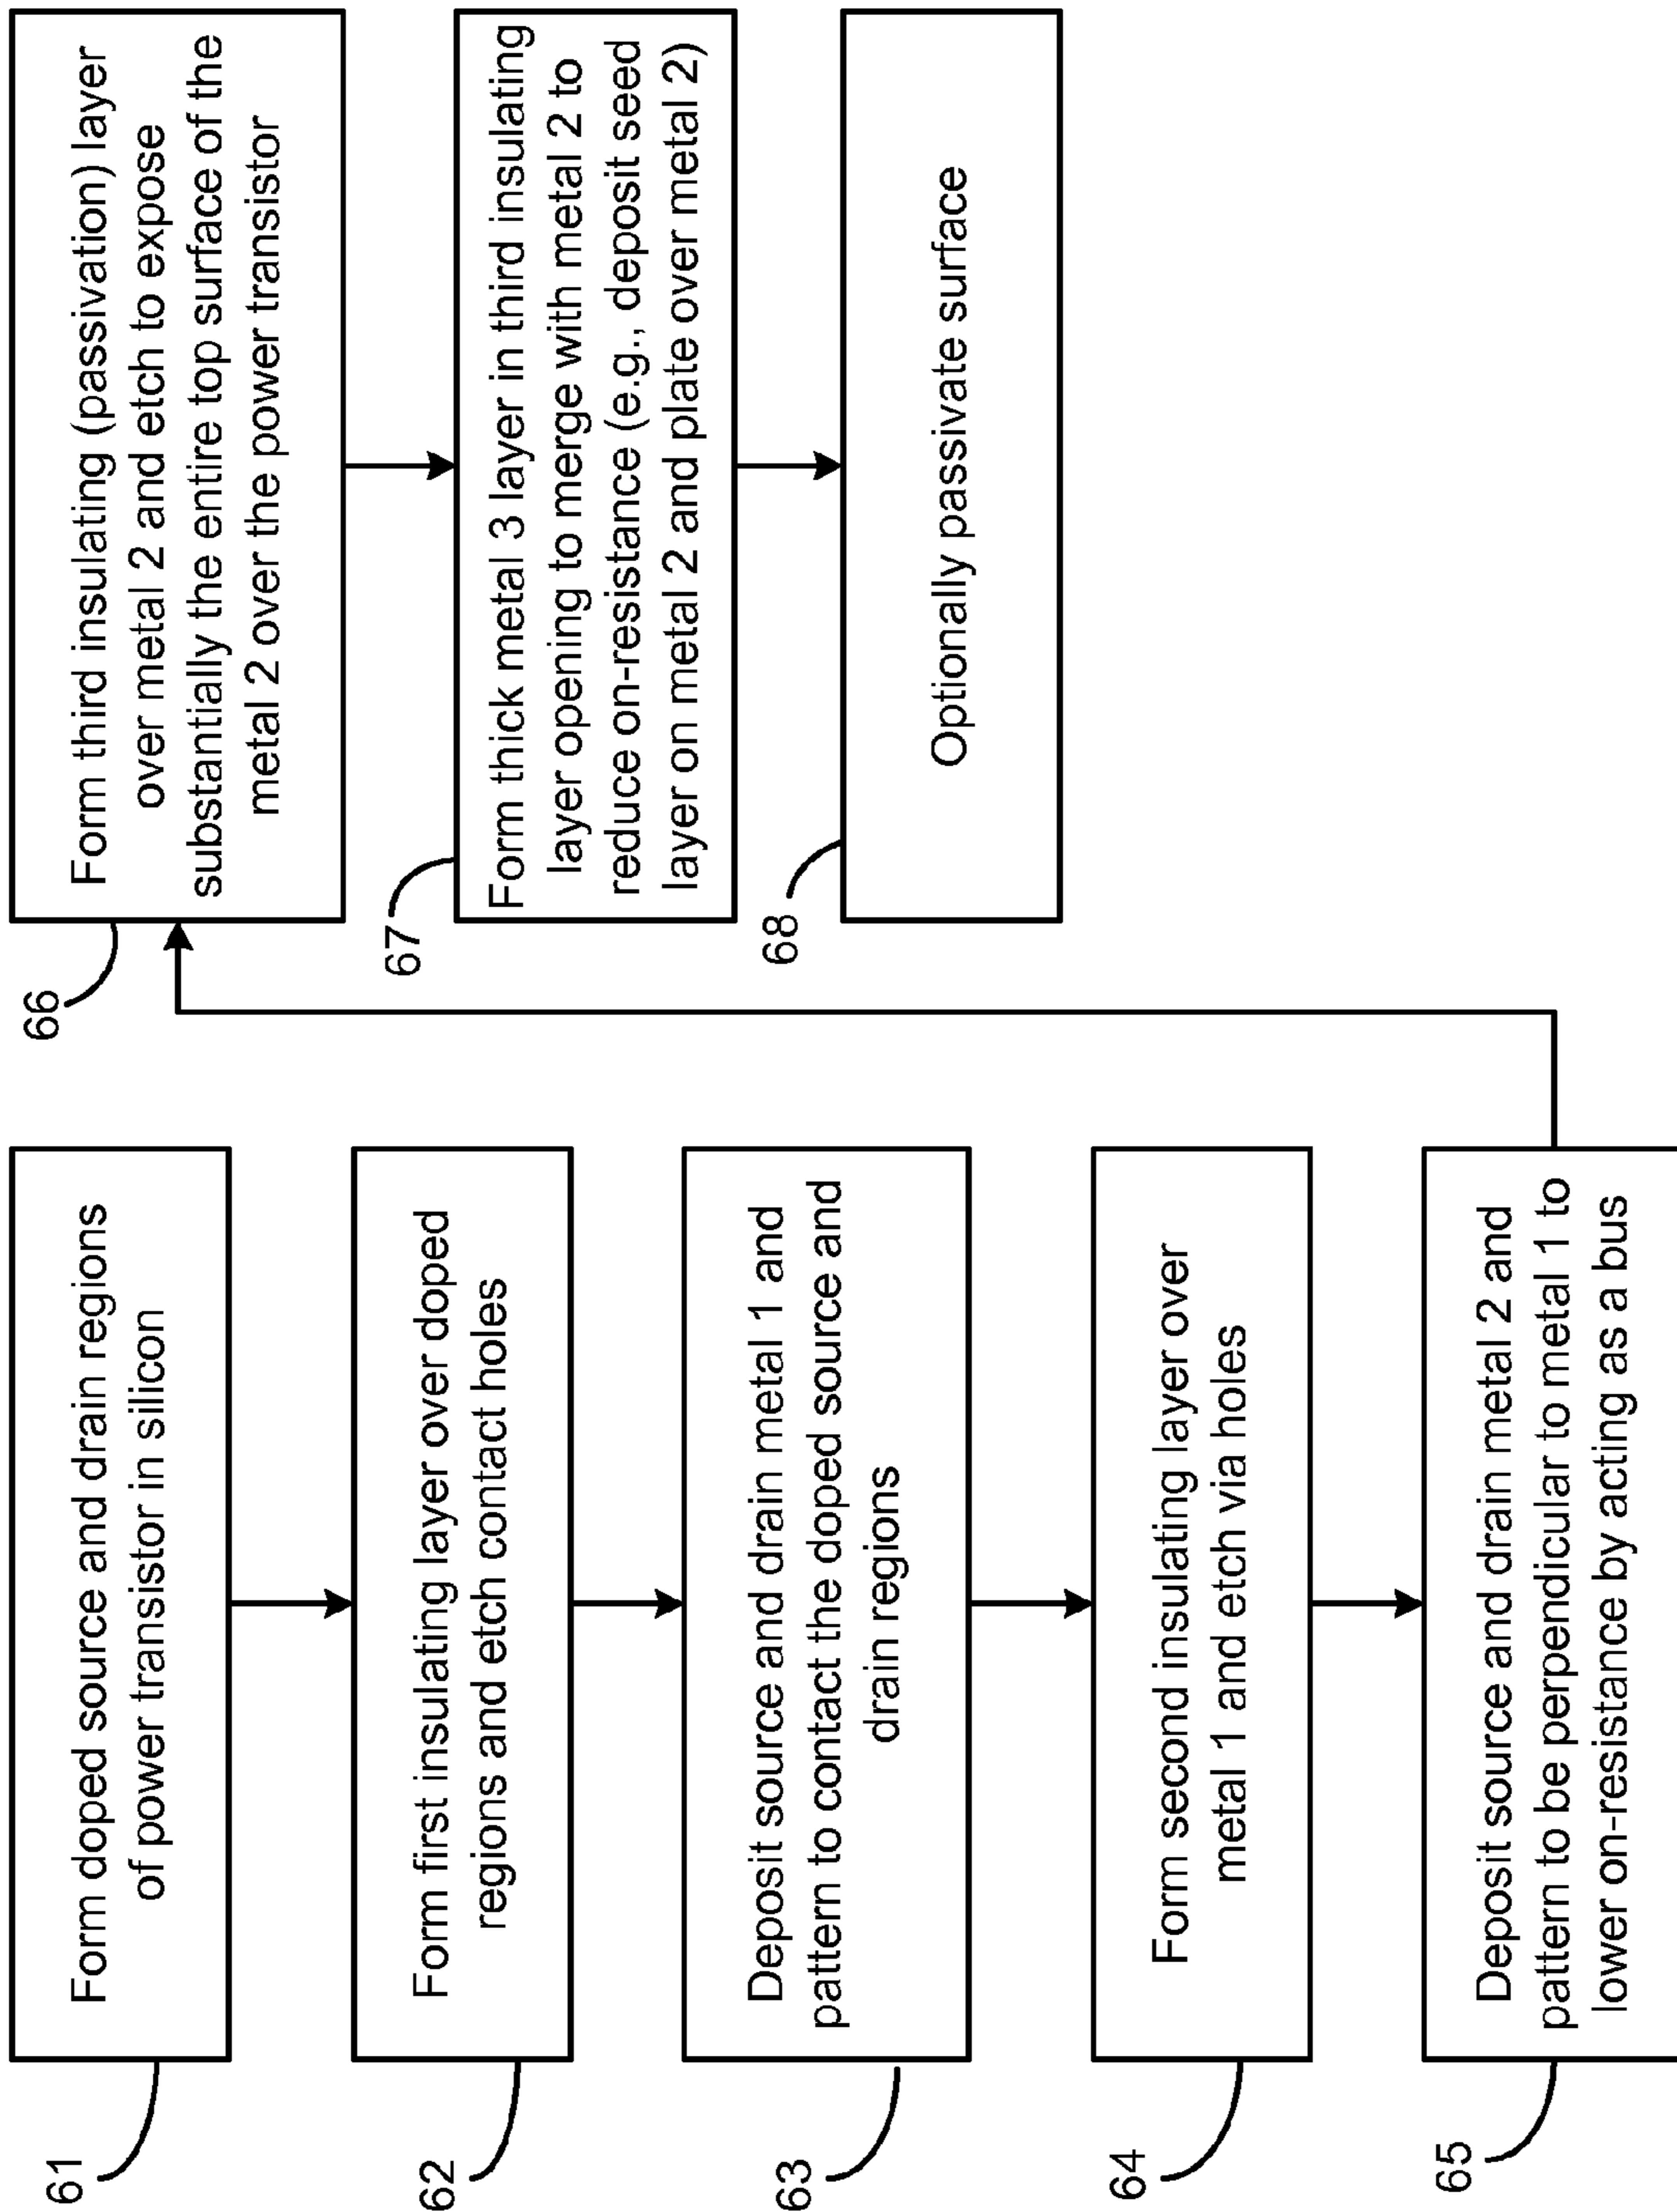 61
Form doped source and drain regions
of power transistor in silicon
62
Form first insulating layer over doped
regions and etch contact holes
63
Deposit source and drain metal 1 and
pattern to contact the doped source and
drain regions
64
Form second insulating layer over
metal 1 and etch via holes
65
Deposit source and drain metal 2 and
pattern to be perpendicular to metal 1 to
lower on-resistance by acting as a bus
66
Form third insulating (passivation) layer
over metal 2 and etch to expose
substantially the entire top surface of the
metal 2 over the power transistor
67
Form thick metal 3 layer in third insulating
layer opening to merge with metal 2 to
reduce on-resistance (e.g., deposit seed
layer on metal 2 and plate over metal 2)
68
Optionally passivate surface